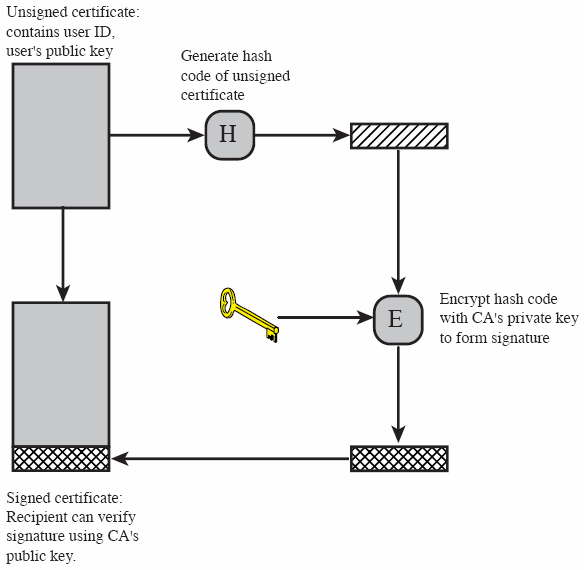 Unsigned certificate:
contains user ID,
user's public key
Generate hash
code of unsigned
certificate
H
E
Encrypt hash code
with CA's private key
to form signature
Signed certificate:
Recipient can verify
signature using CA's
public key.